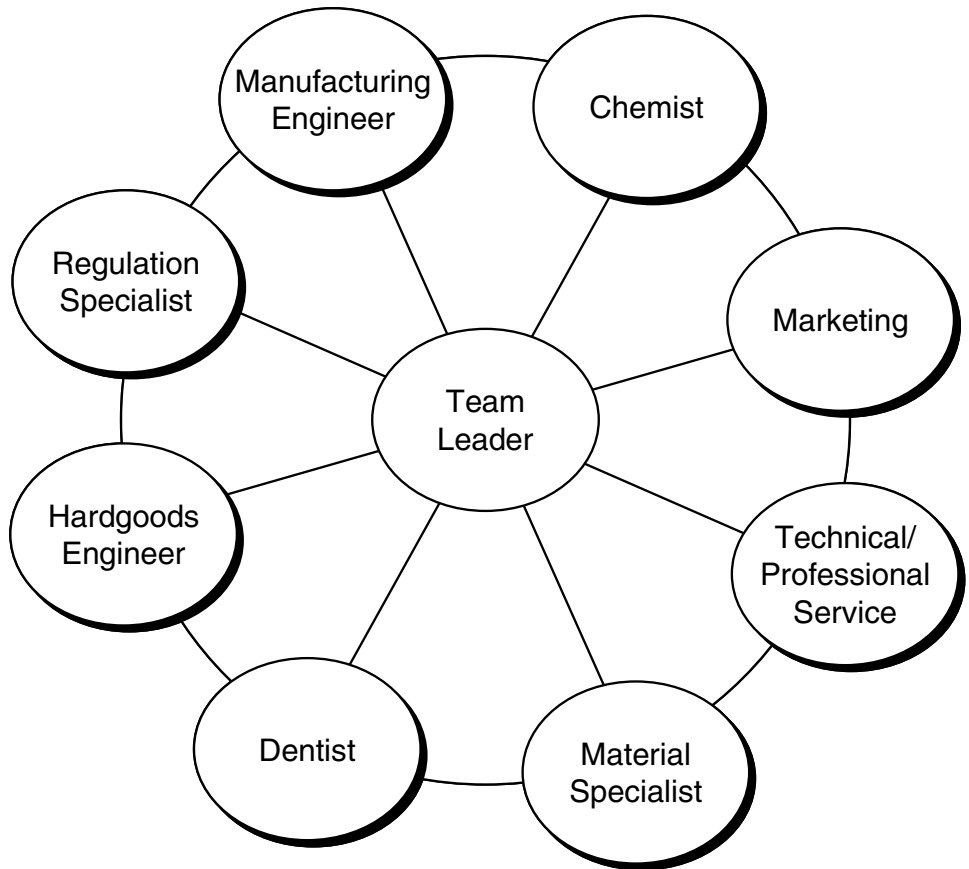 Manufacturing
Engineer
Chemist
Regulation
Specialist
Marketing
Team
Leader
Hardgoods
Engineer
Technical/
Professional
Service
Dentist
Material
Specialist